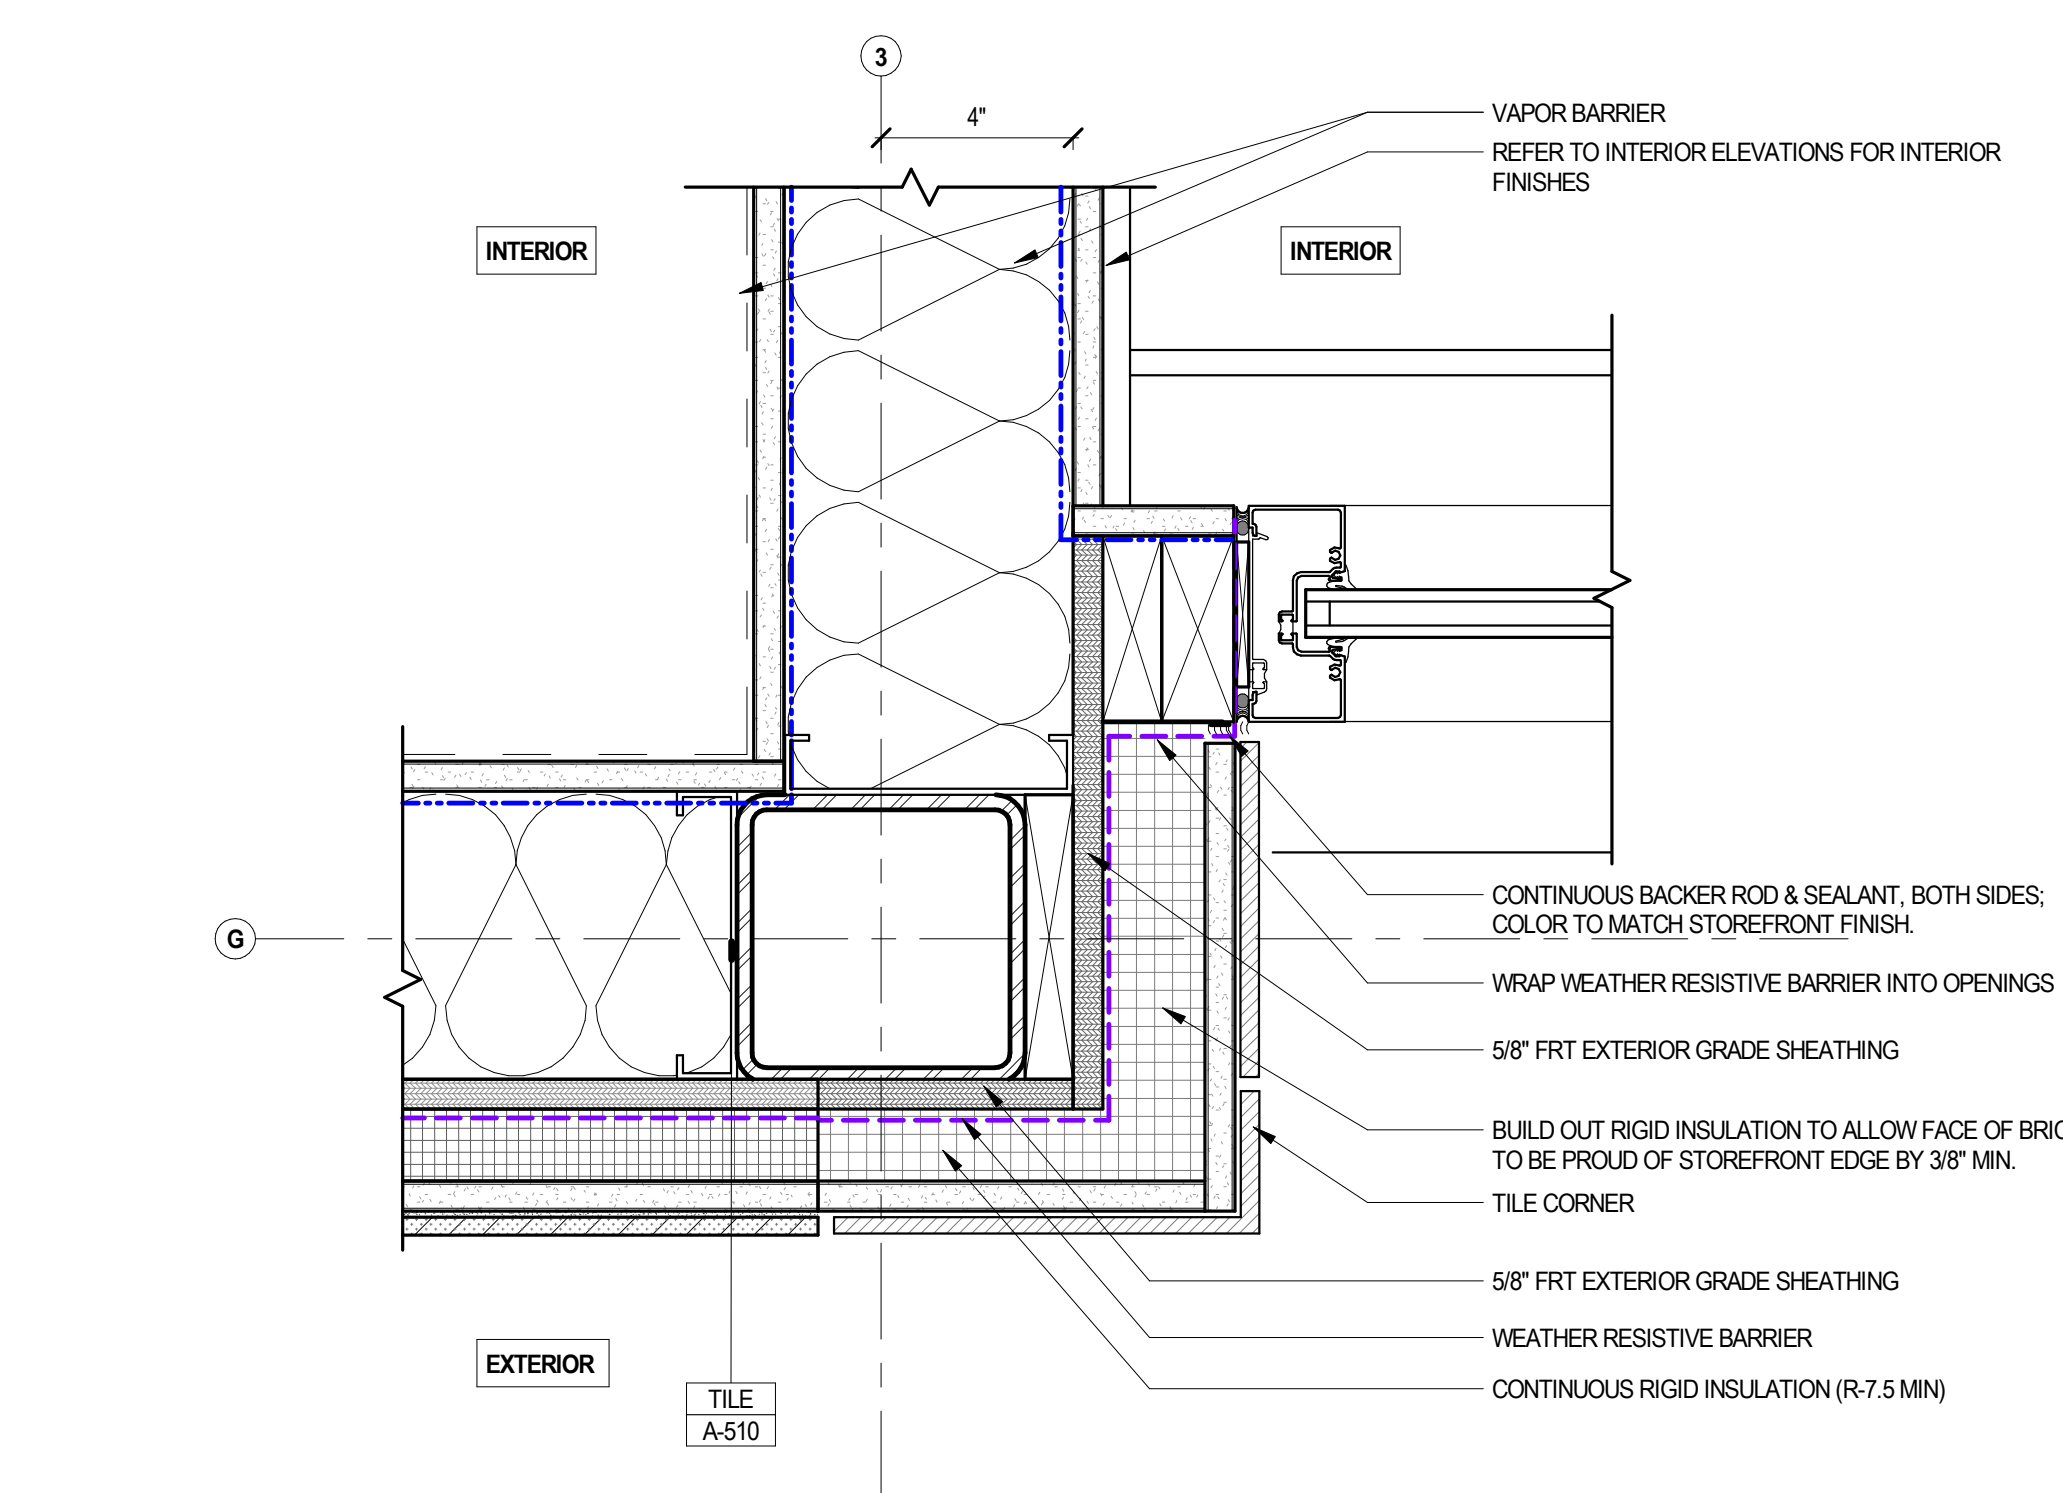 3
4"
VAPOR BARRIER
REFER TO INTERIOR ELEVATIONS FOR INTERIOR
FINISHES
INTERIOR
INTERIOR
G
CONTINUOUS BACKER ROD & SEALANT, BOTH SIDES;
COLOR TO MATCH STOREFRONT FINISH.
WRAP WEATHER RESISTIVE BARRIER INTO OPENINGS
5/8" FRT EXTERIOR GRADE SHEATHING
BUILD OUT RIGID INSULATION TO ALLOW FACE OF
TO BE PROUD OF STOREFRONT EDGE BY 3/8" MIN.
TILE CORNER
5/8" FRT EXTERIOR GRADE SHEATHING
WEATHER RESISTIVE BARRIER
CONTINUOUS RIGID INSULATION (R-7.5 MIN)
EXTERIOR
TILE
A-510